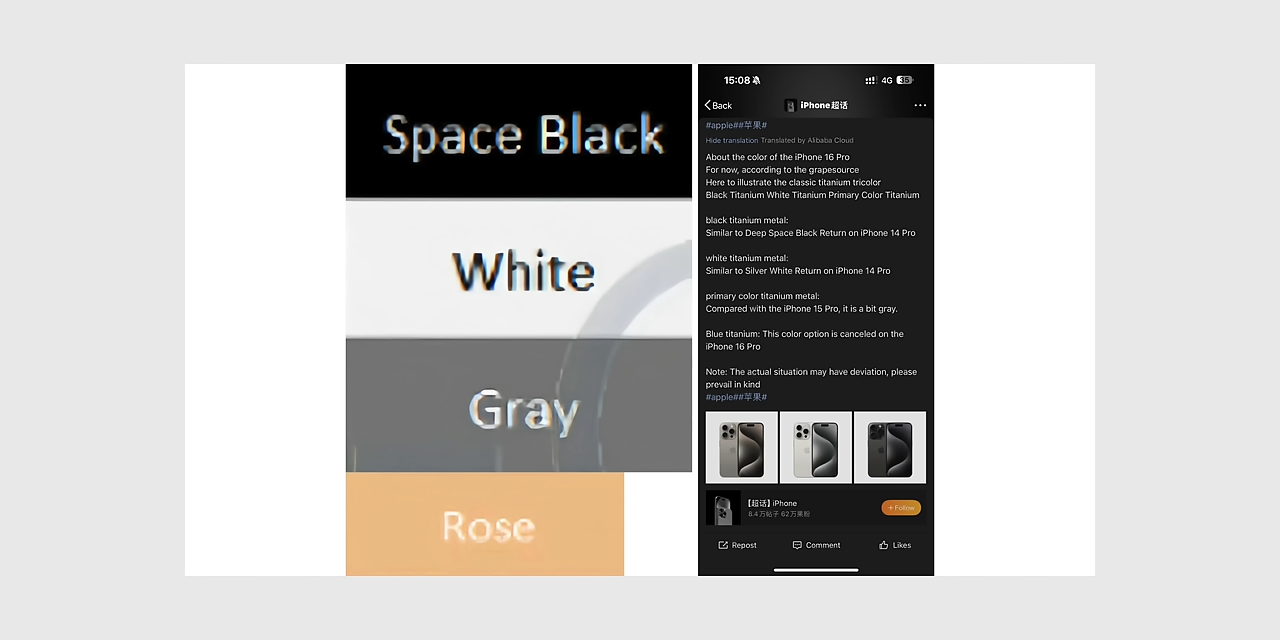 Space Black
White
Gray
Rose
15:08
4G 35
Back
iPhone超话
#apple##苹果#
Hide translation Translated by Alibaba Cloud
About the color of the iPhone 16 Pro
For now, according to the grapesource
Here to illustrate the classic titanium tricolor
Black Titanium White Titanium Primary Color Titanium
black titanium metal:
Similar to Deep Space Black Return on iPhone 14 Pro
white titanium metal:
Similar to Silver White Return on iPhone 14 Pro
primary color titanium metal:
Compared with the iPhone 15 Pro, it is a bit gray.
Blue titanium: This color option is canceled on the
iPhone 16 Pro
Note: The actual situation may have deviation, please
prevail in kind
#apple##苹果#
【超话】iPhone
8.4万帖子 62万果粉
+Follow
Repost
Comment
Likes